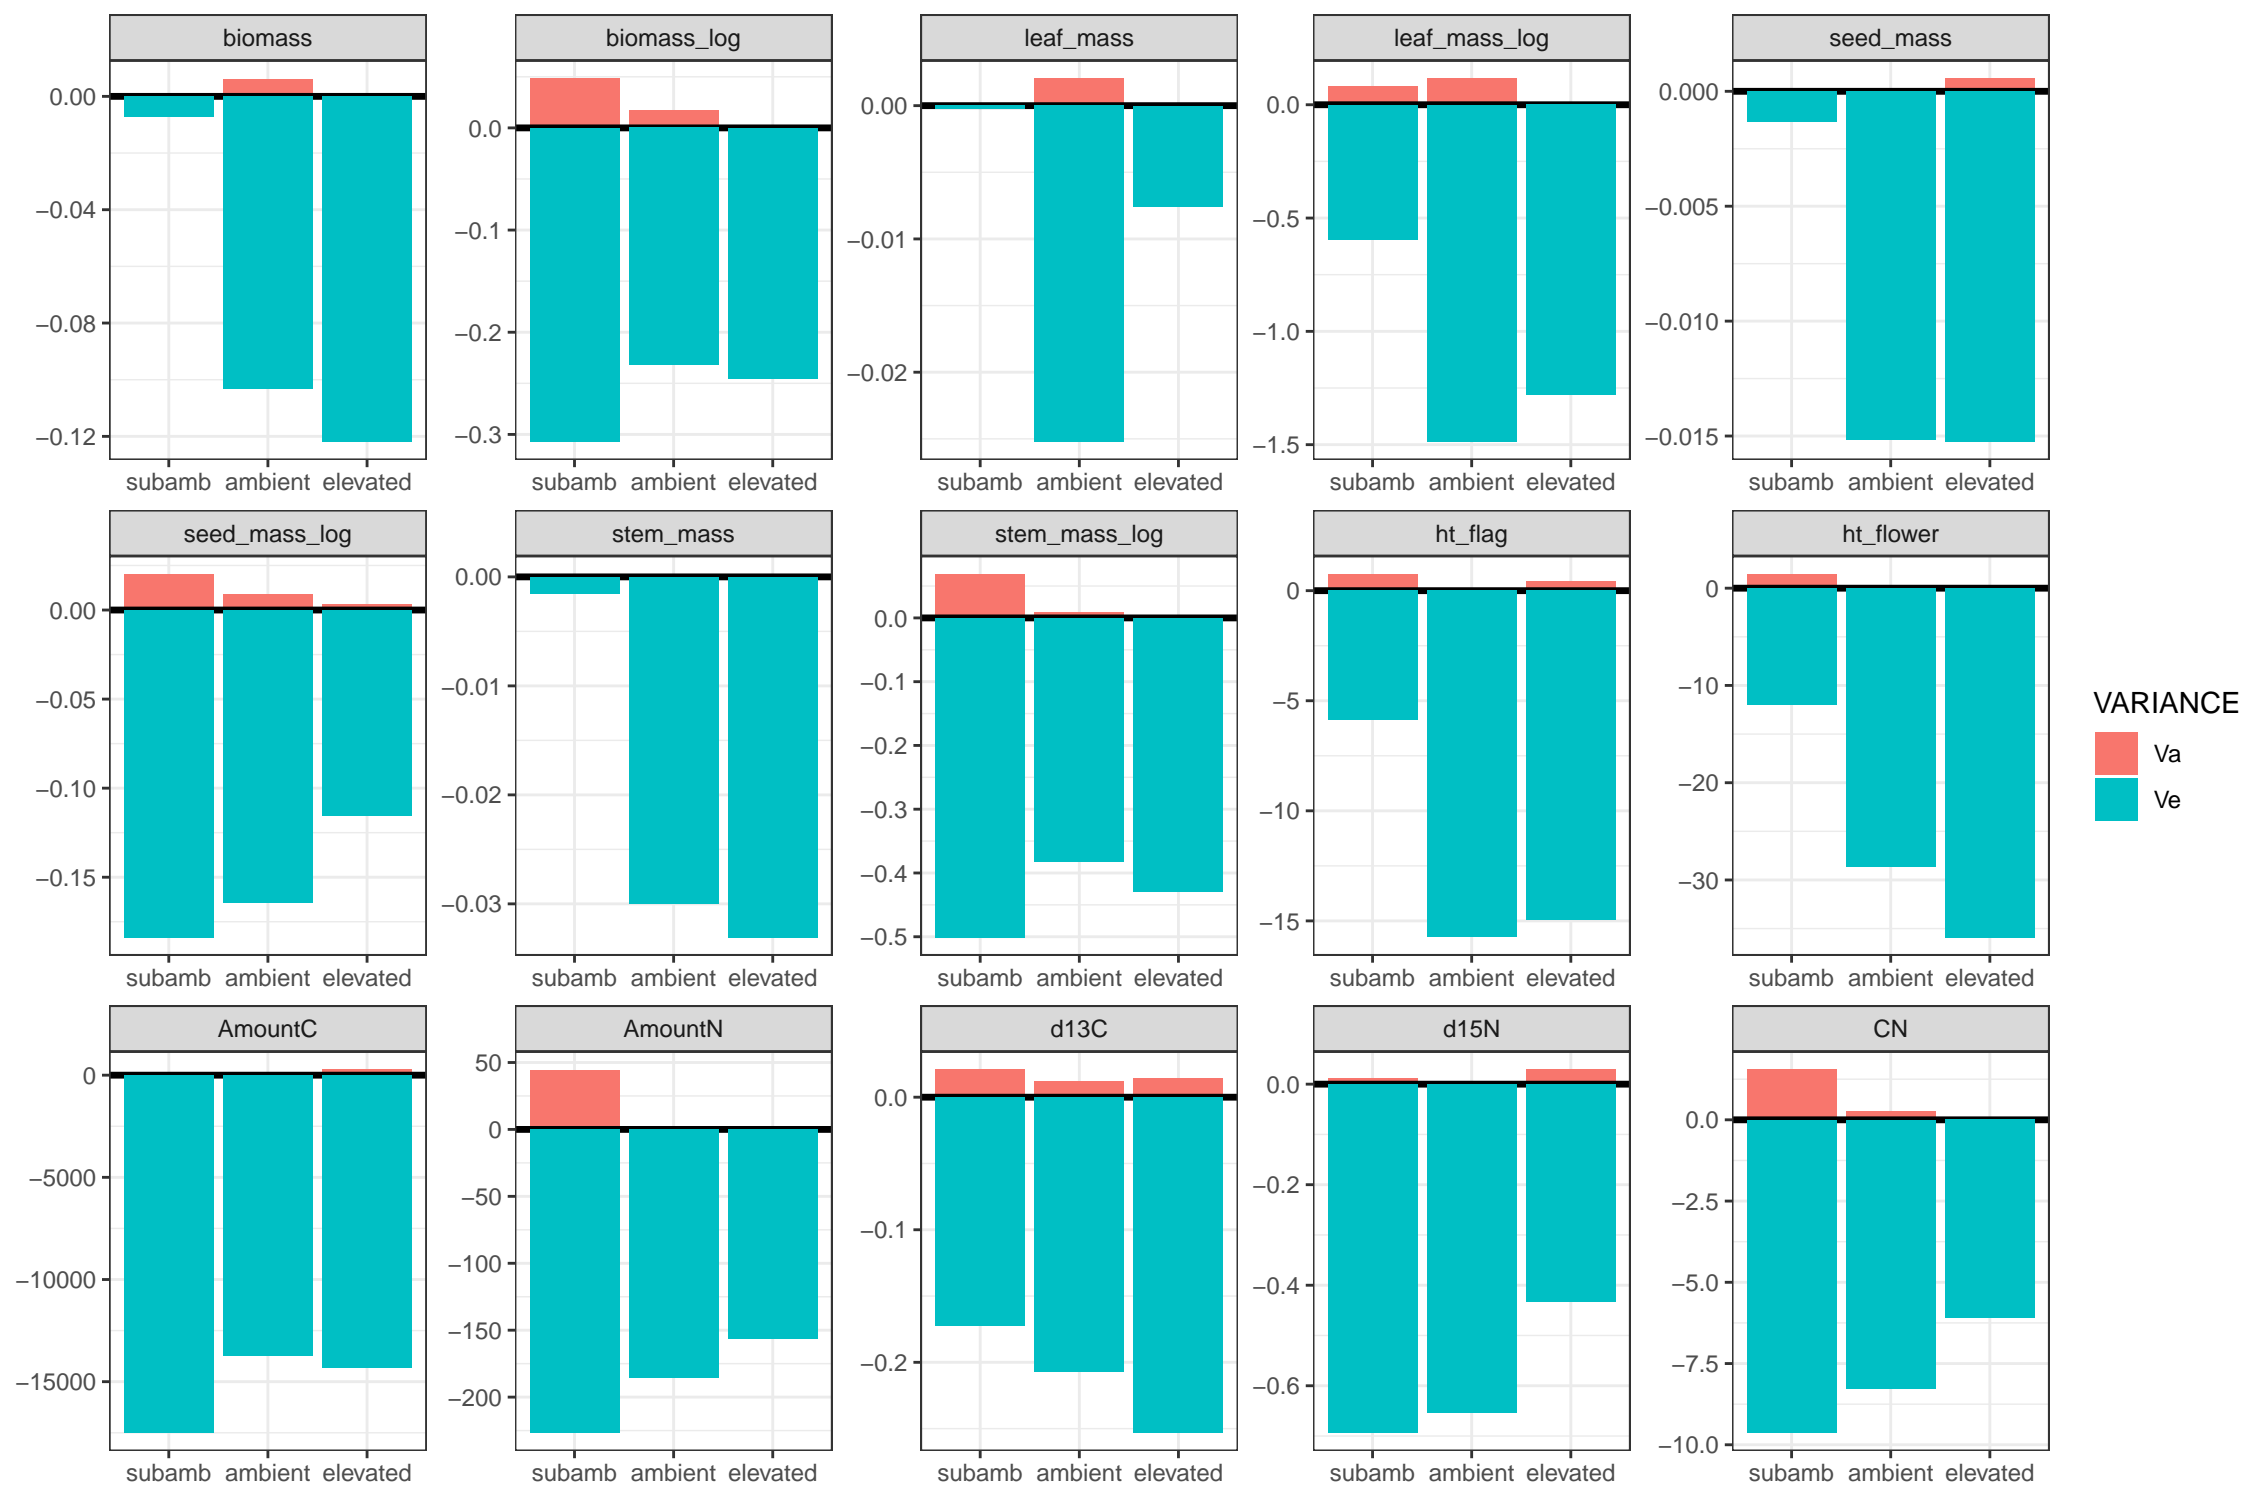 biomass
biomass_log
leaf_mass
leaf_mass_log
seed_mass
0.00
−0.04
−0.08
−0.12
0.0
−0.1
−0.2
−0.3
0.00
−0.01
−0.02
0.0
−0.5
−1.0
−1.5
0.000
−0.005
−0.010
−0.015
subamb ambient elevated
subamb ambient elevated
subamb ambient elevated
subamb ambient elevated
subamb ambient elevated
seed_mass_log
stem_mass
stem_mass_log
ht_flag
ht_flower
0.00
−0.05
−0.10
−0.15
0.00
−0.01
−0.02
−0.03
0.0
−0.1
−0.2
−0.3
−0.4
−0.5
0
−5
−10
−15
0
−10
−20
−30
subamb ambient elevated
subamb ambient elevated
subamb ambient elevated
subamb ambient elevated
subamb ambient elevated
AmountC
AmountN
d13C
d15N
CN
0
−5000
−10000
−15000
50
0
−50
−100
−150
−200
0.0
−0.1
−0.2
0.0
−0.2
−0.4
−0.6
0.0
−2.5
−5.0
−7.5
−10.0
subamb ambient elevated
subamb ambient elevated
subamb ambient elevated
subamb ambient elevated
subamb ambient elevated
VARIANCE
Va
Ve